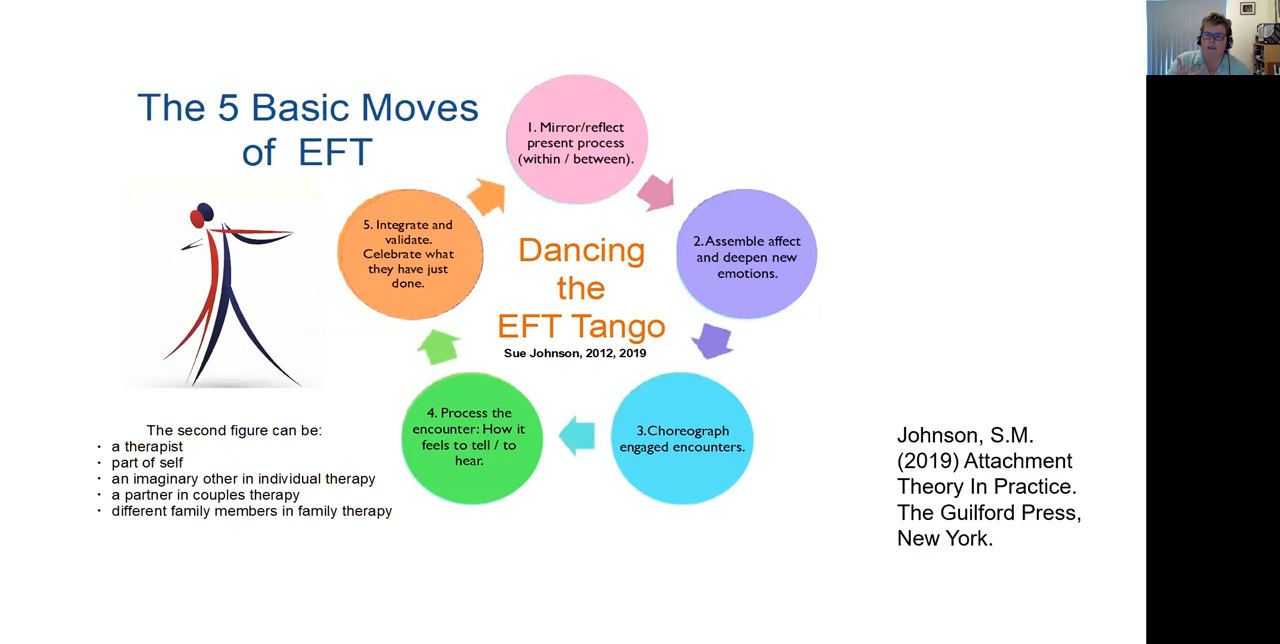 The 5 Basic Moves
of EFT
1. Mirror/reflect
present process
(within / between).
2.Assemble affect
and deepen new
emotions.
3.Choreograph
engaged encounters.
4. Process the
encounter: How it
feels to tell / to
hear.
5. Integrate and
validate.
Celebrate what
they have just
done.
Dancing
the
EFT Tango
Sue Johnson, 2012, 2019
The second figure can be:
· a therapist
· part of self
· an imaginary other in individual therapy
· a partner in couples therapy
· different family members in family therapy
Johnson, S.M.
(2019) Attachment
Theory In Practice.
The Guilford Press,
New York.